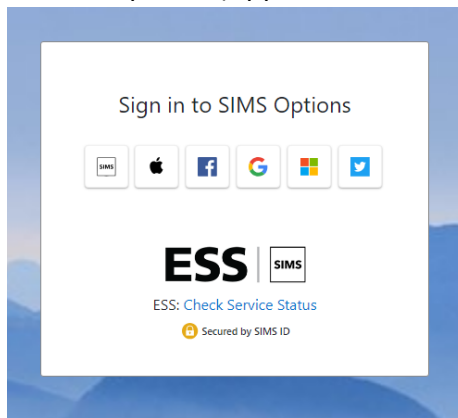 Sign in to SIMS Options
SIMS
ESS SIMS
ESS: Check Service Status
Secured by SIMS ID